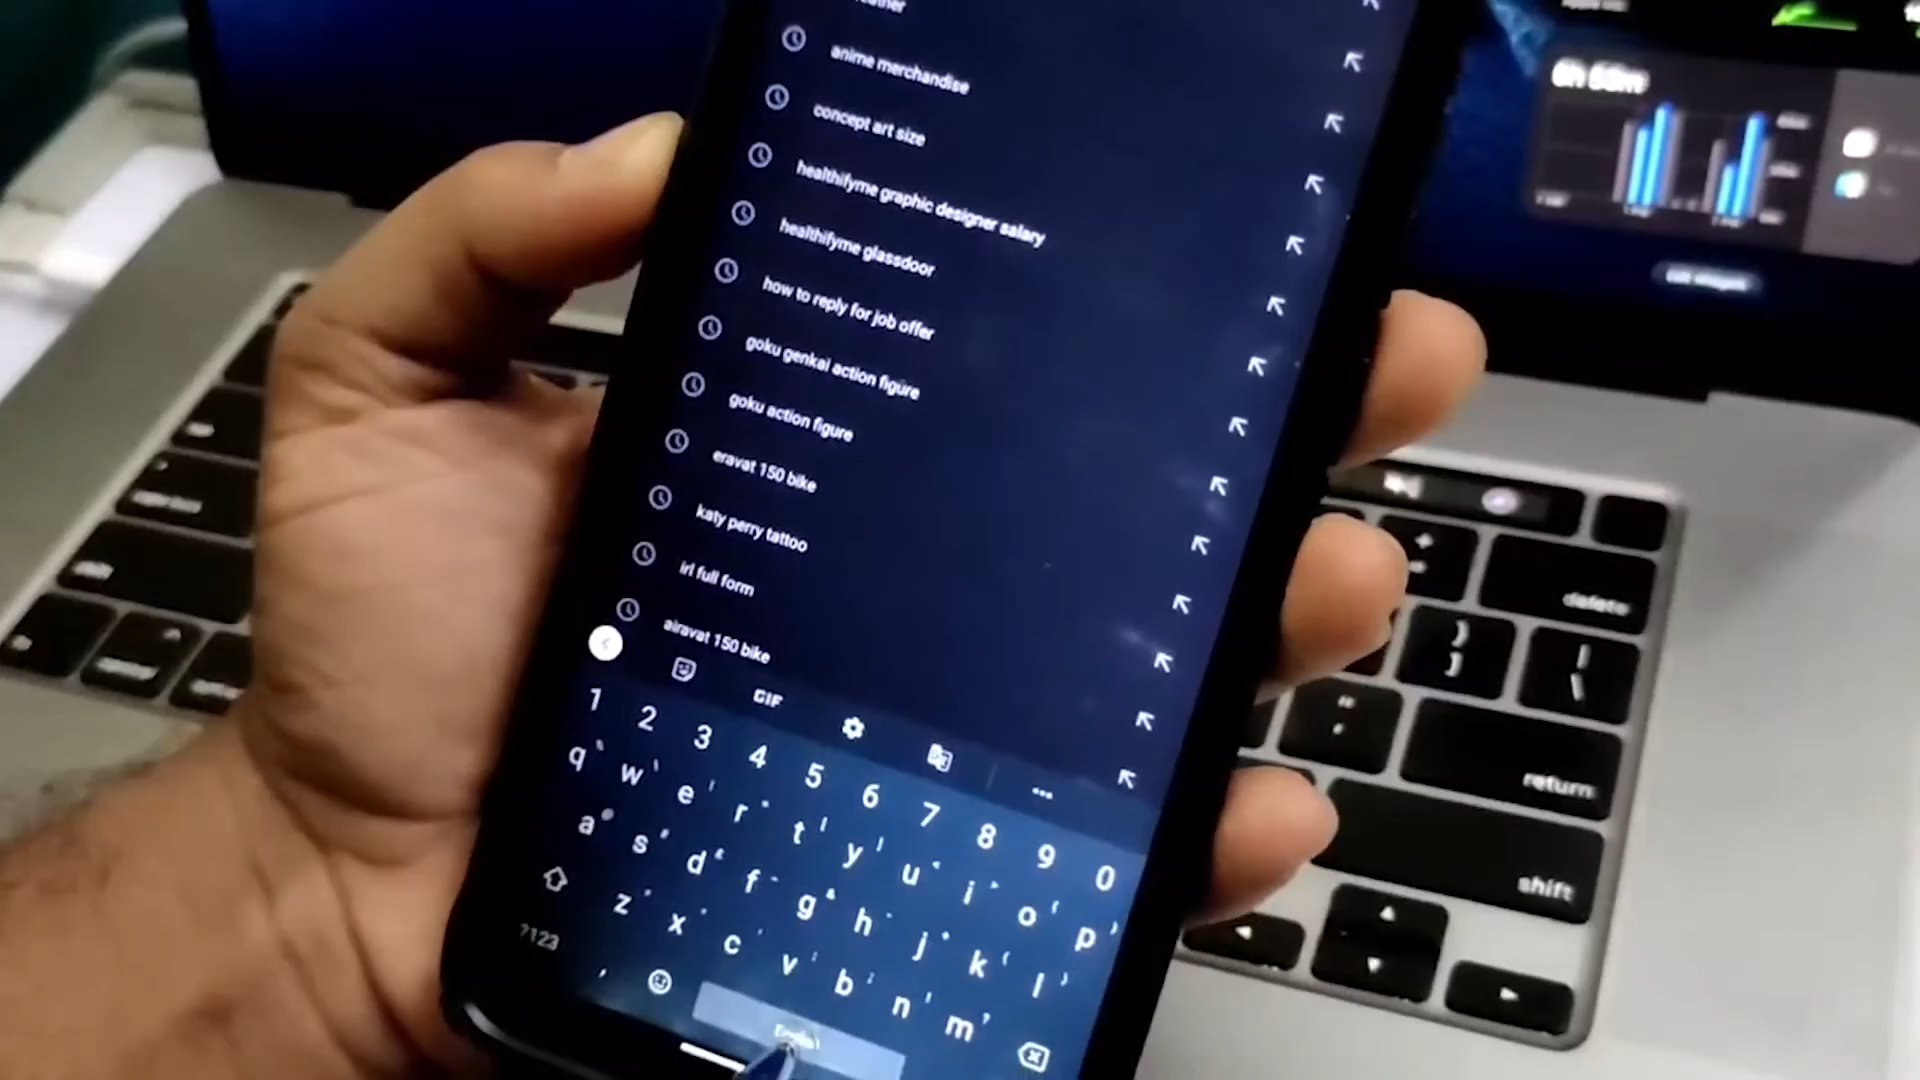 anime merchandise
concept art size
healthifyme graphic designer salary
healthifyme glassdoor
how to reply for job offer
goku genkai action figure
goku action figure
eravat 150 bike
katy perry tattoo
irl full form
airavat 150 bike
GIF
1 2 3 4 5 6 7 8 9 0
q w e r t y u i o p
a s d f g h j k l
z x c v b n m
?123
delete
return
shift